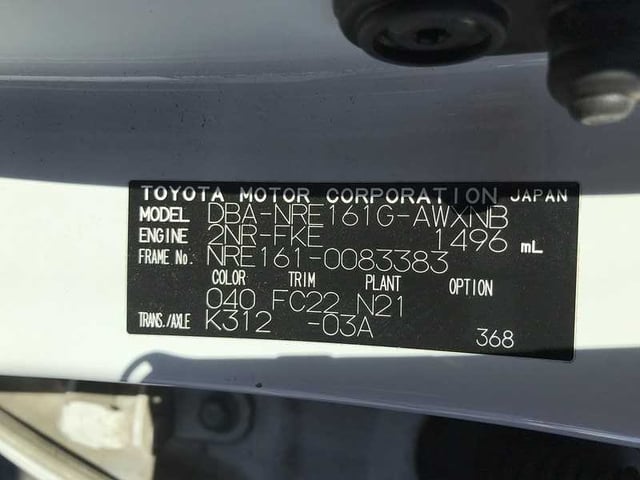 TOYOTA MOTOR CORPORATION JAPAN
MODEL DBA-NRE161G-AWXNB
ENGINE 2NR-FKE 1496 mL
FRAME No. NRE161-0083383
COLOR TRIM PLANT OPTION
040 FC22 N21
TRANS./AXLE K312 -03A 368